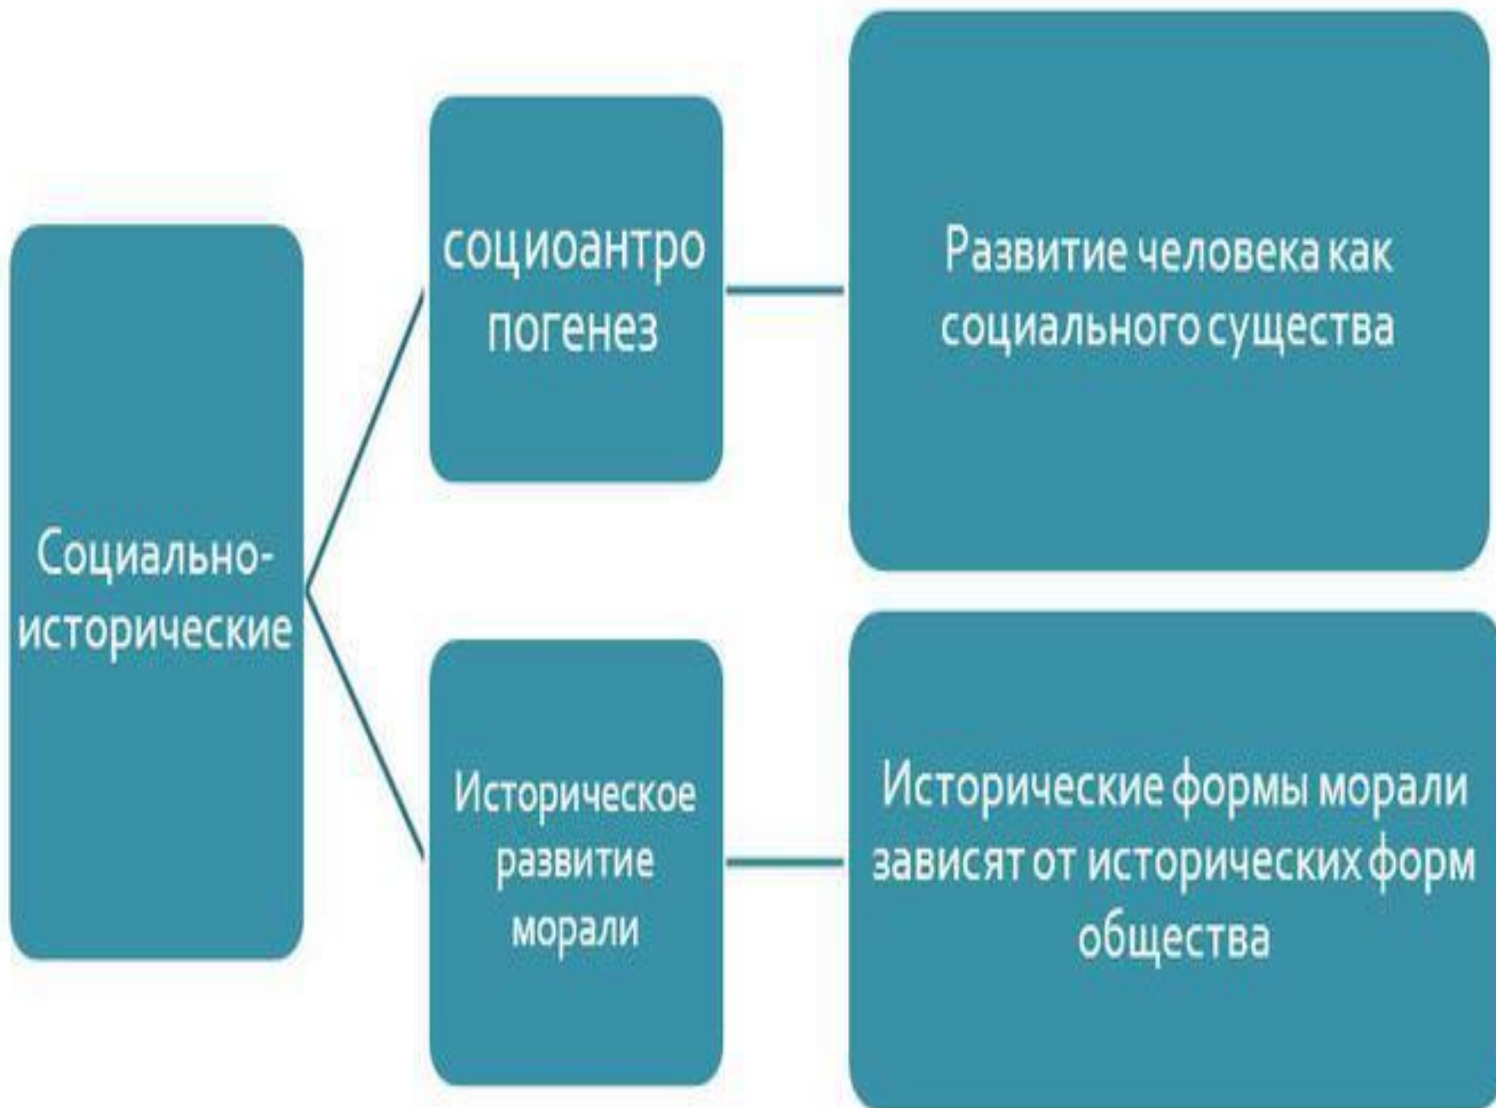 Социально-
исторические
социоантро
погенез
Развитие человека как
социального существа
Историческое
развитие
морали
Исторические формы морали
зависят от исторических форм
общества